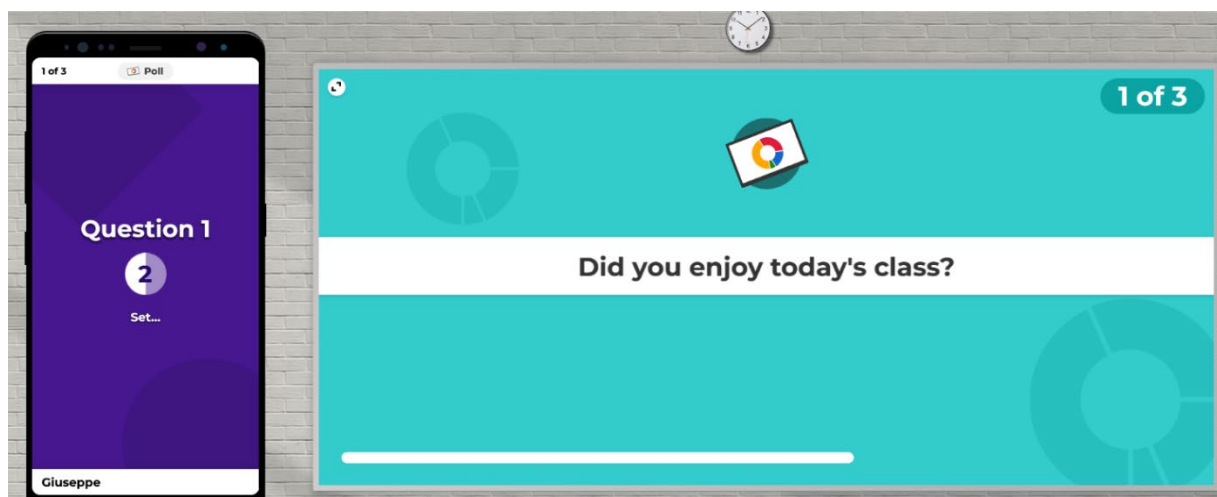 1 of 3
Poll
Question 1
2
Set...
Giuseppe
1 of 3
Did you enjoy today's class?